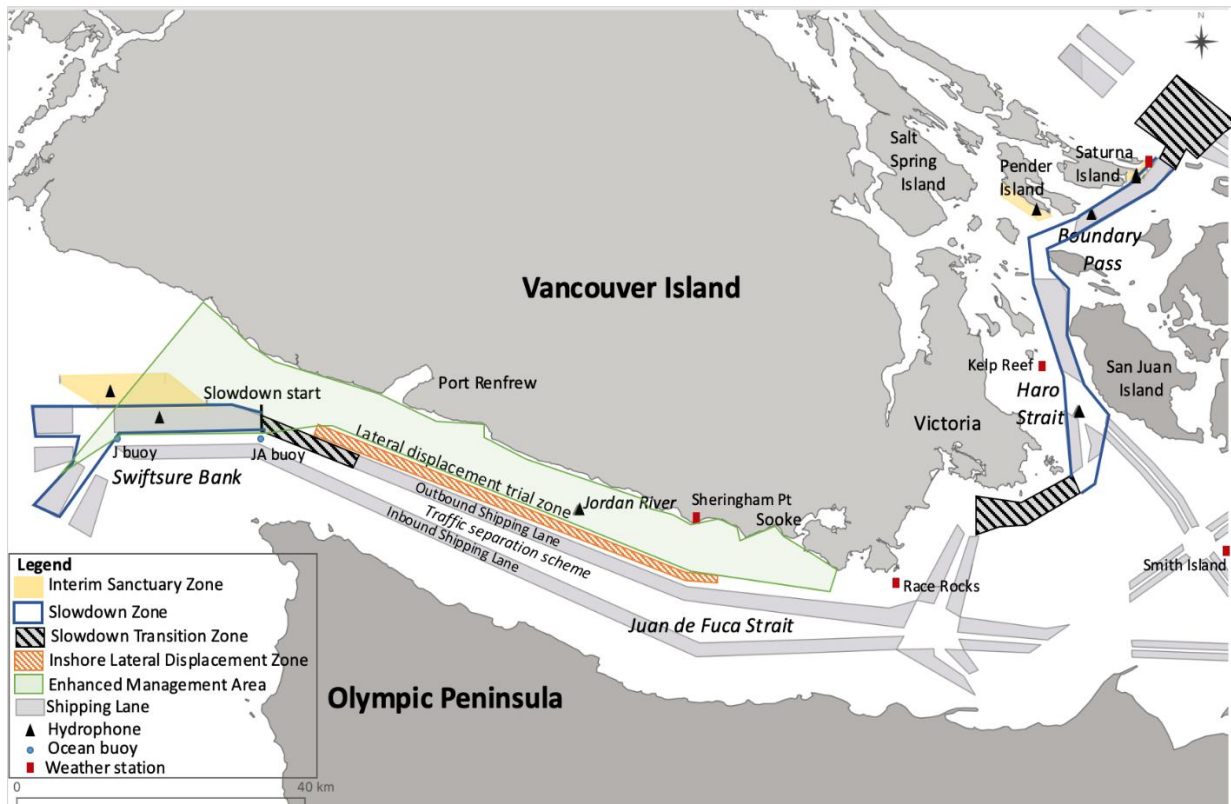 N
Salt
Spring
Island
Pender
Island
Saturna
Island
Boundary
Pass
Vancouver Island
Kelp Reef
Haro
Strait
San Juan
Island
Port Renfrew
Slowdown start
Victoria
J buoy
JA buoy
Swiftsure Bank
Lateral displacement trial zone
Jordan River
Sheringham Pt
Sooke
Outbound Shipping Lane
Traffic separation scheme
Inbound Shipping Lane
Race Rocks
Smith Island
Juan de Fuca Strait
Olympic Peninsula
Legend
Interim Sanctuary Zone
Slowdown Zone
Slowdown Transition Zone
Inshore Lateral Displacement Zone
Enhanced Management Area
Shipping Lane
Hydrophone
Ocean buoy
Weather station
0 40 km